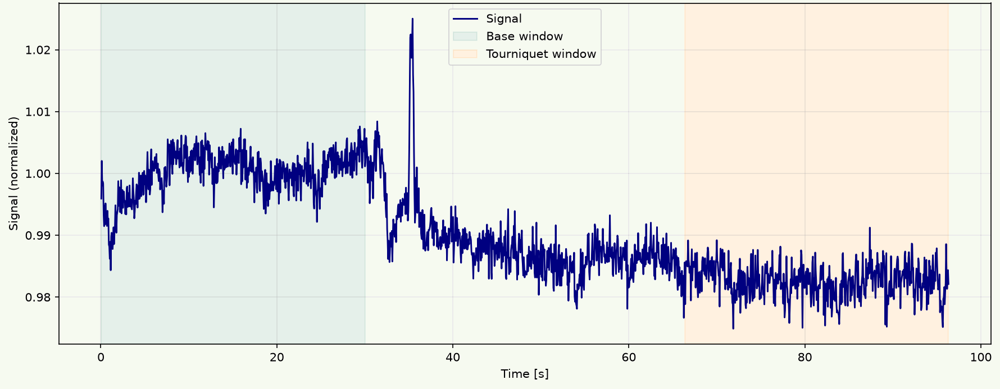 Signal
Base window
Tourniquet window
1.02
1.01
1.00
0.99
0.98
Signal (normalized)
0 20 40 60 80 100
Time [s]